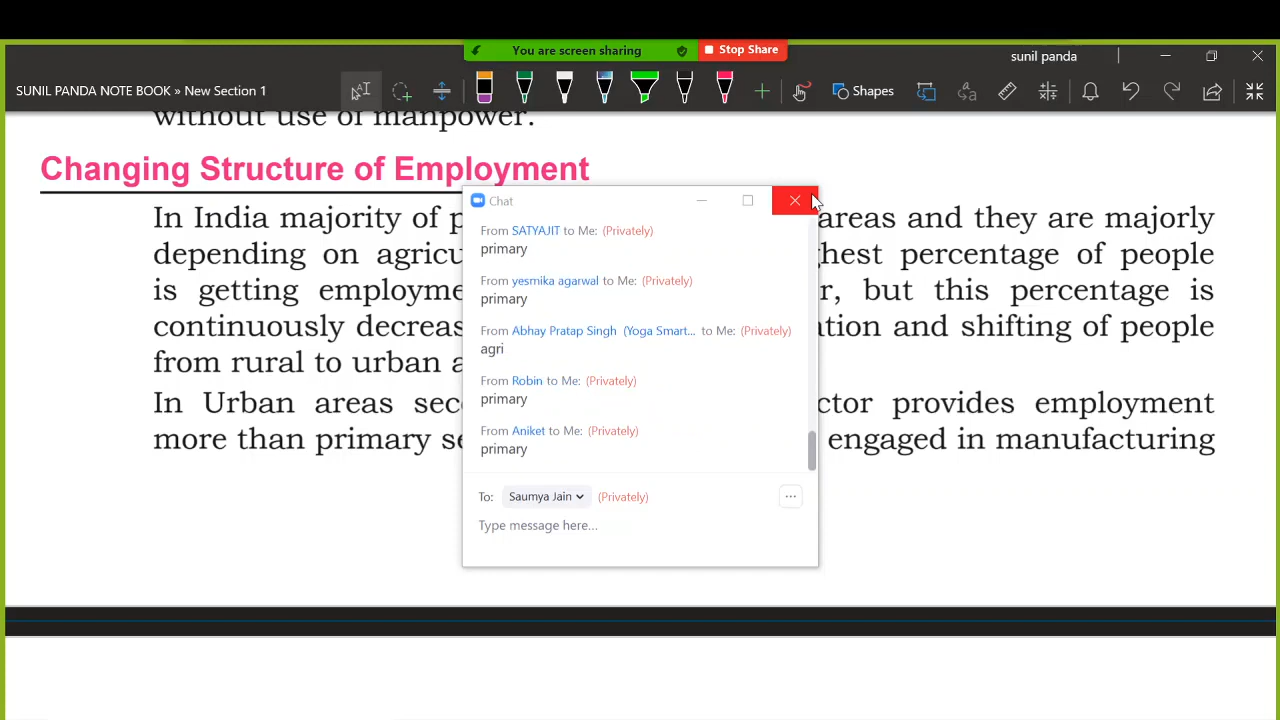 You are screen sharing
Stop Share
sunil panda
SUNIL PANDA NOTE BOOK » New Section 1
Shapes
without use of manpower.
Changing Structure of Employment
In India majority of p areas and they are majorly
depending on agricu ghest percentage of people
is getting employme r, but this percentage is
continuously decreas ation and shifting of people
from rural to urban a
In Urban areas sec ctor provides employment
more than primary se engaged in manufacturing
Chat
From SATYAJIT to Me: (Privately)
primary
From yesmika agarwal to Me: (Privately)
primary
From Abhay Pratap Singh (Yoga Smart... to Me: (Privately)
agri
From Robin to Me: (Privately)
primary
From Aniket to Me: (Privately)
primary
To: Saumya Jain (Privately)
Type message here...